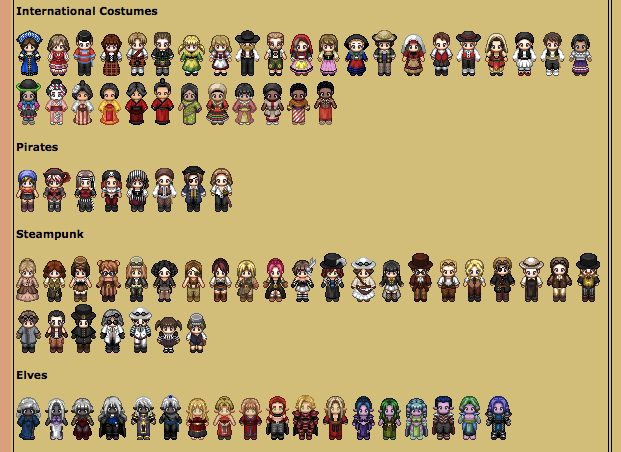 International Costumes
Pirates
Steampunk
Elves